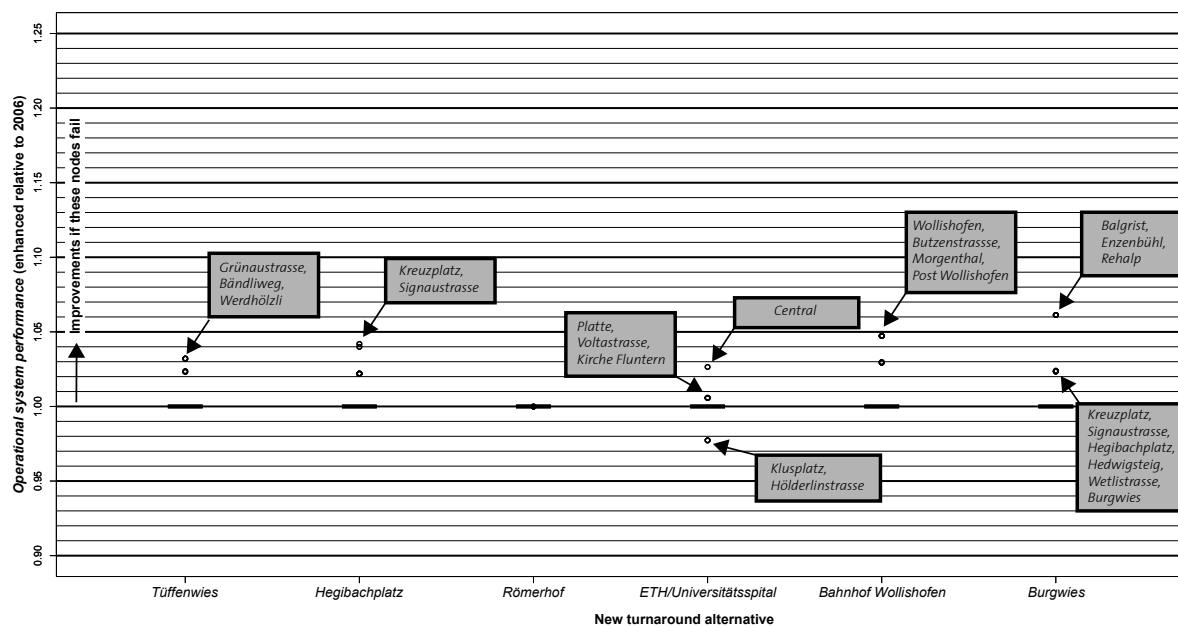 Operational system performance (enhanced relative to 2006)
1.25
1.20
1.15
1.10
1.05
1.00
0.95
0.90
Improvements if these nodes fail
Grünaustrasse,
Bändliweg,
Werdhölzli
Kreuzplatz,
Signaustrasse
Platte,
Voltastrasse,
Kirche Fluntern
Central
Klusplatz,
Hölderlinstrasse
Wollishofen,
Butzenstrassse,
Morgenthal,
Post Wollishofen
Balgrist,
Enzenbühl,
Rehalp
Kreuzplatz,
Signaustrasse,
Hegibachplatz,
Hedwigsteig,
Wetlistrasse,
Burgwies
Tüffenwies
Hegibachplatz
Römerhof
ETH/Universitätsspital
Bahnhof Wollishofen
Burgwies
New turnaround alternative